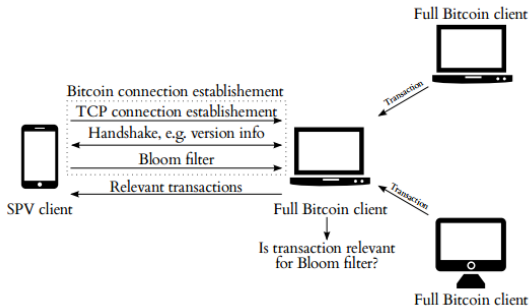 Full Bitcoin client
Bitcoin connection establishement
TCP connection establishement
Transaction
Handshake, e.g. version info
Bloom filter
Relevant transactions
Transaction
SPV client
Full Bitcoin client
Is transaction relevant
for Bloom filter?
Full Bitcoin client